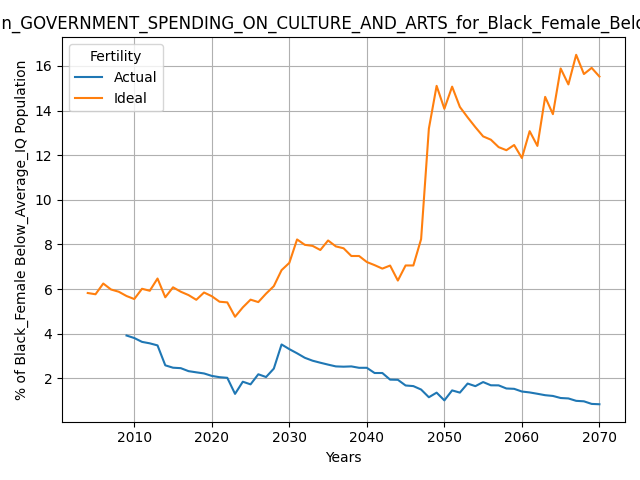 n_GOVERNMENT_SPENDING_ON_CULTURE_AND_ARTS_for_Black_Female_Belo
Fertility
Actual
Ideal
% of Black_Female Below_Average_IQ Population
16
14
12
10
8
6
4
2
2010 2020 2030 2040 2050 2060 2070
Years